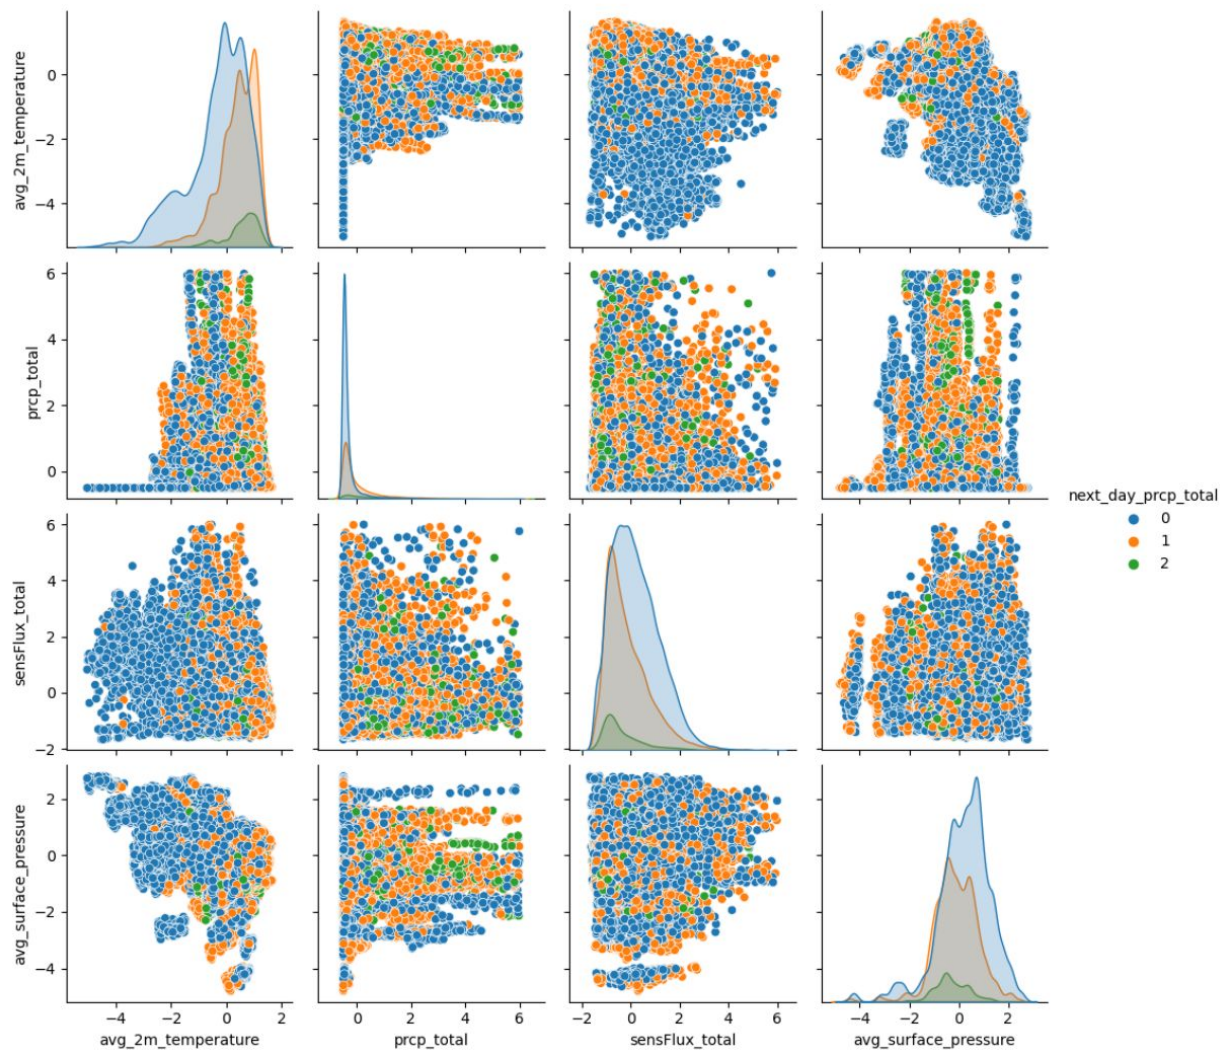 avg_2m_temperature
0
−2
−4
prcp_total
6
4
2
0
next_day_prcp_total
0
1
2
sensFlux_total
6
4
2
0
−2
avg_surface_pressure
2
0
−2
−4
−4 −2 0 2
0 2 4 6
−2 0 2 4 6
−4 −2 0 2
avg_2m_temperature
prcp_total
sensFlux_total
avg_surface_pressure